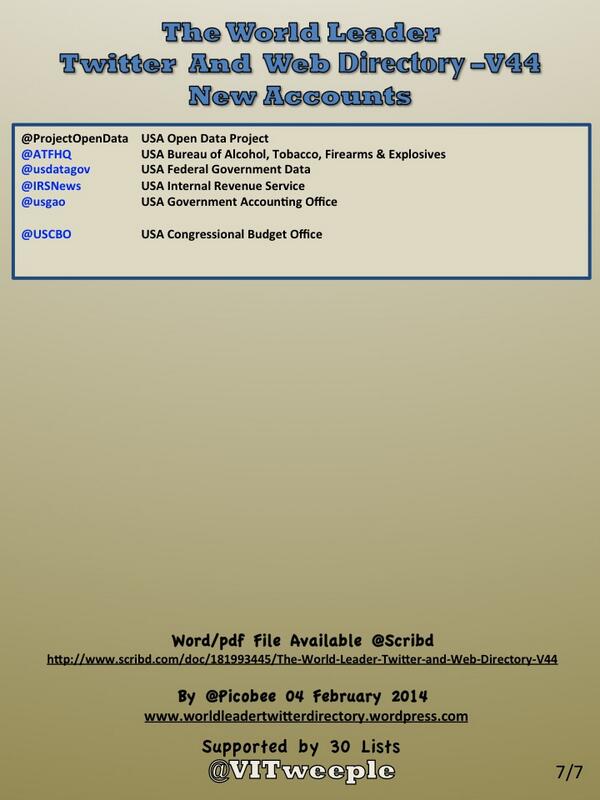 The World Leader
Twitter And Web Directory –V44
New Accounts
@ProjectOpenData USA Open Data Project
@ATFHQ USA Bureau of Alcohol, Tobacco, Firearms & Explosives
@usdatagov USA Federal Government Data
@IRSNews USA Internal Revenue Service
@usgao USA Government Accounting Office
@USCBO USA Congressional Budget Office
Word/pdf File Available @Scribd
http://www.scribd.com/doc/181993445/The-World-Leader-Twitter-and-Web-Directory-V44
By @Picobee 04 February 2014
www.worldleadertwitterdirectory.wordpress.com
Supported by 30 Lists
@VITweeple
7/7